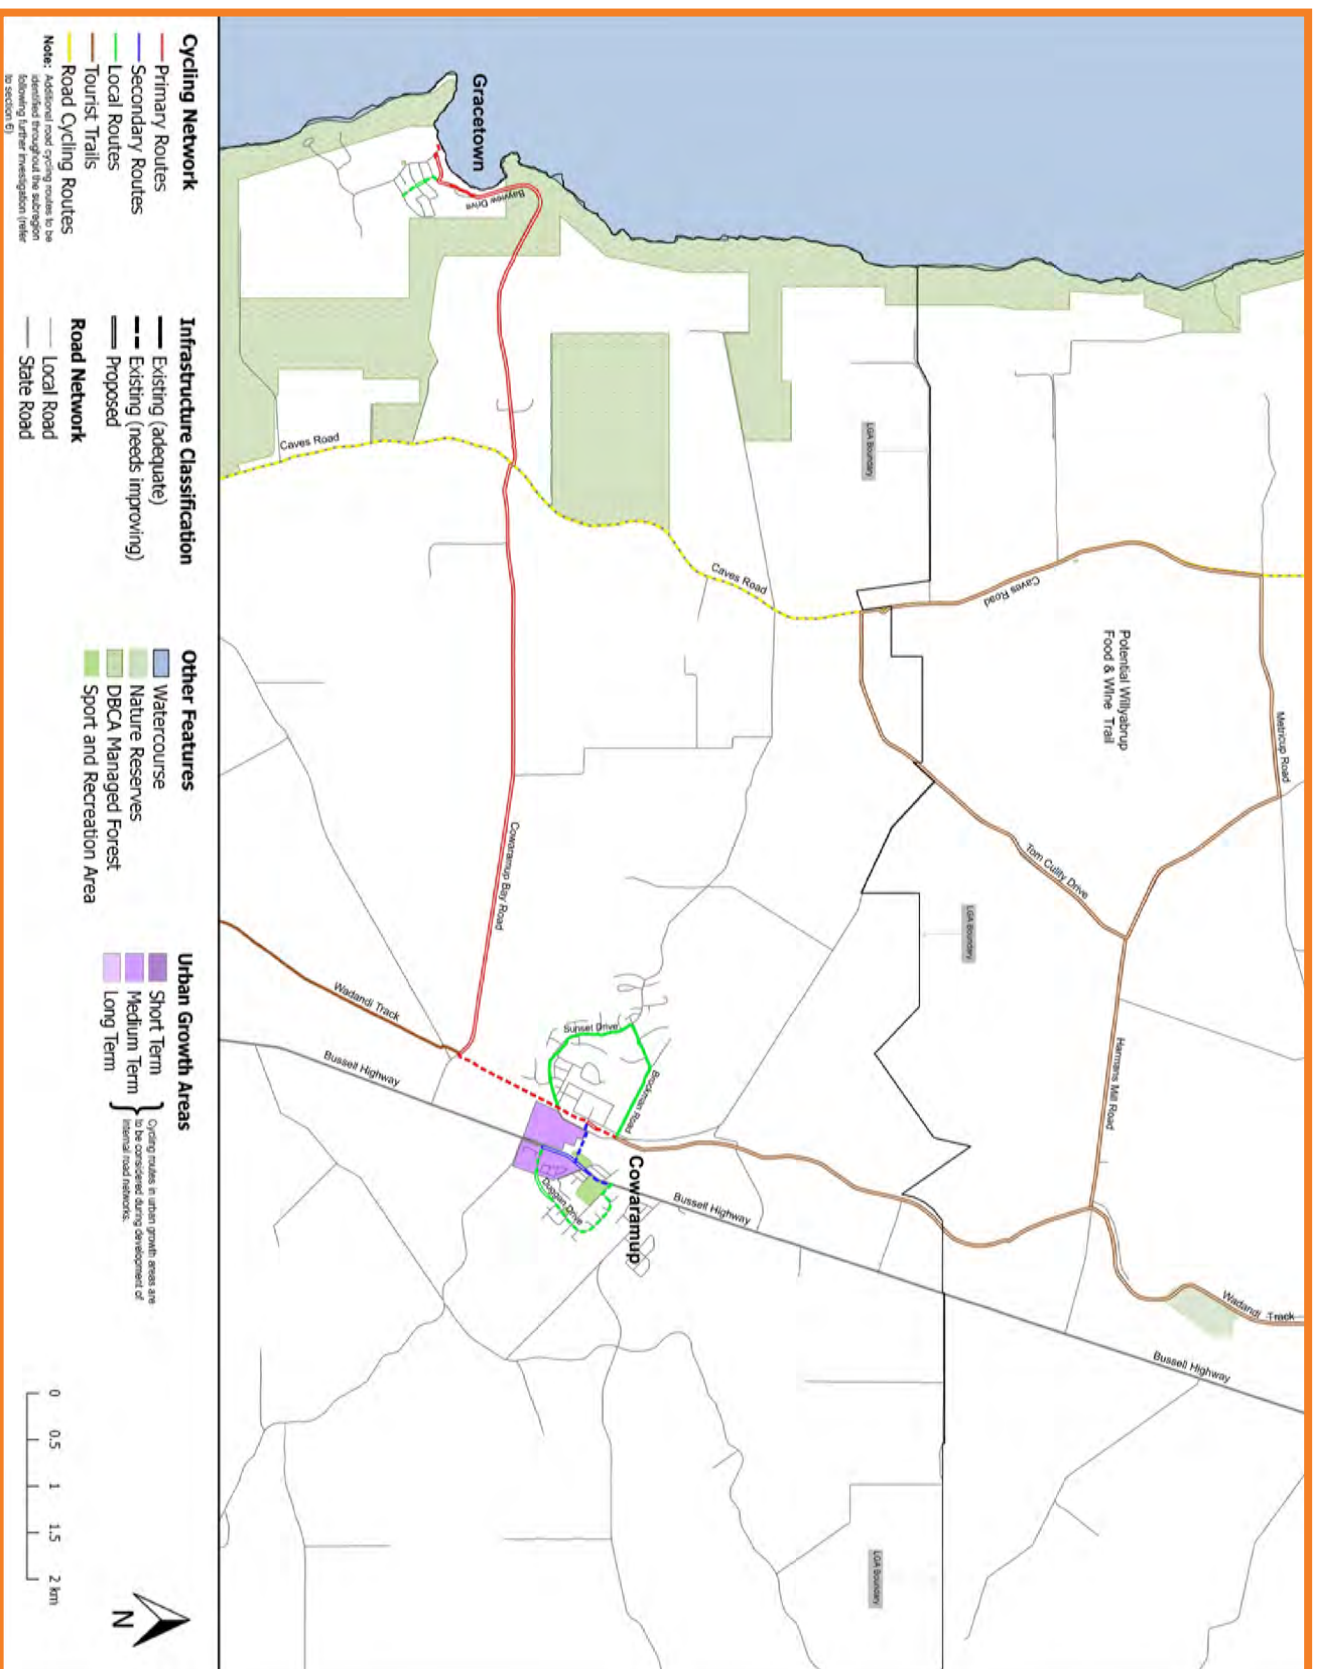 Gracetown
Bayview Drive
Caves Road
LGA Boundary
Caves Road
Caves Road
Potential Willyabrup
Food & Wine Trail
Metricup Road
Cowaramup Bay Road
Tom Cullity Drive
LGA Boundary
Wadandi Track
Sunset Drive
Brockman Road
Harmans Mill Road
Bussell Highway
Cowaramup
Duggan Drive
Bussell Highway
Wadandi Track
Bussell Highway
LGA Boundary
Cycling Network
Primary Routes
Secondary Routes
Local Routes
Tourist Trails
Road Cycling Routes
Note: Additional road cycling routes to be
identified throughout the subregion
following further investigation (refer
to section 6)
Infrastructure Classification
Existing (adequate)
Existing (needs improving)
Proposed
Road Network
Local Road
State Road
Other Features
Watercourse
Nature Reserves
DBCA Managed Forest
Sport and Recreation Area
Urban Growth Areas
Short Term
Medium Term
Long Term
Cycling routes in urban growth areas are
to be considered during development of
internal road networks.
0 0.5 1 1.5 2 km
N